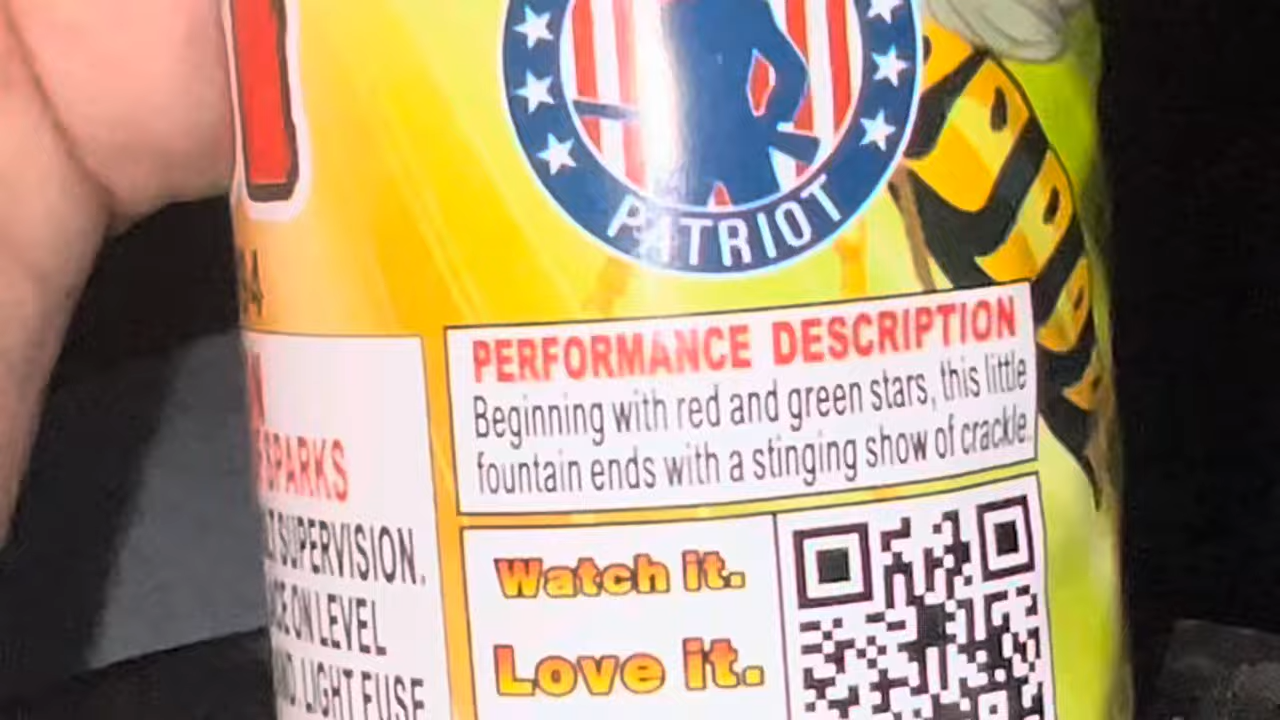 PATRIOT
PERFORMANCE DESCRIPTION
Beginning with red and green stars, this little
fountain ends with a stinging show of crackle.
SPARKS
SUPERVISION.
ON LEVEL
LIGHT FUSE
Watch it.
Love it.